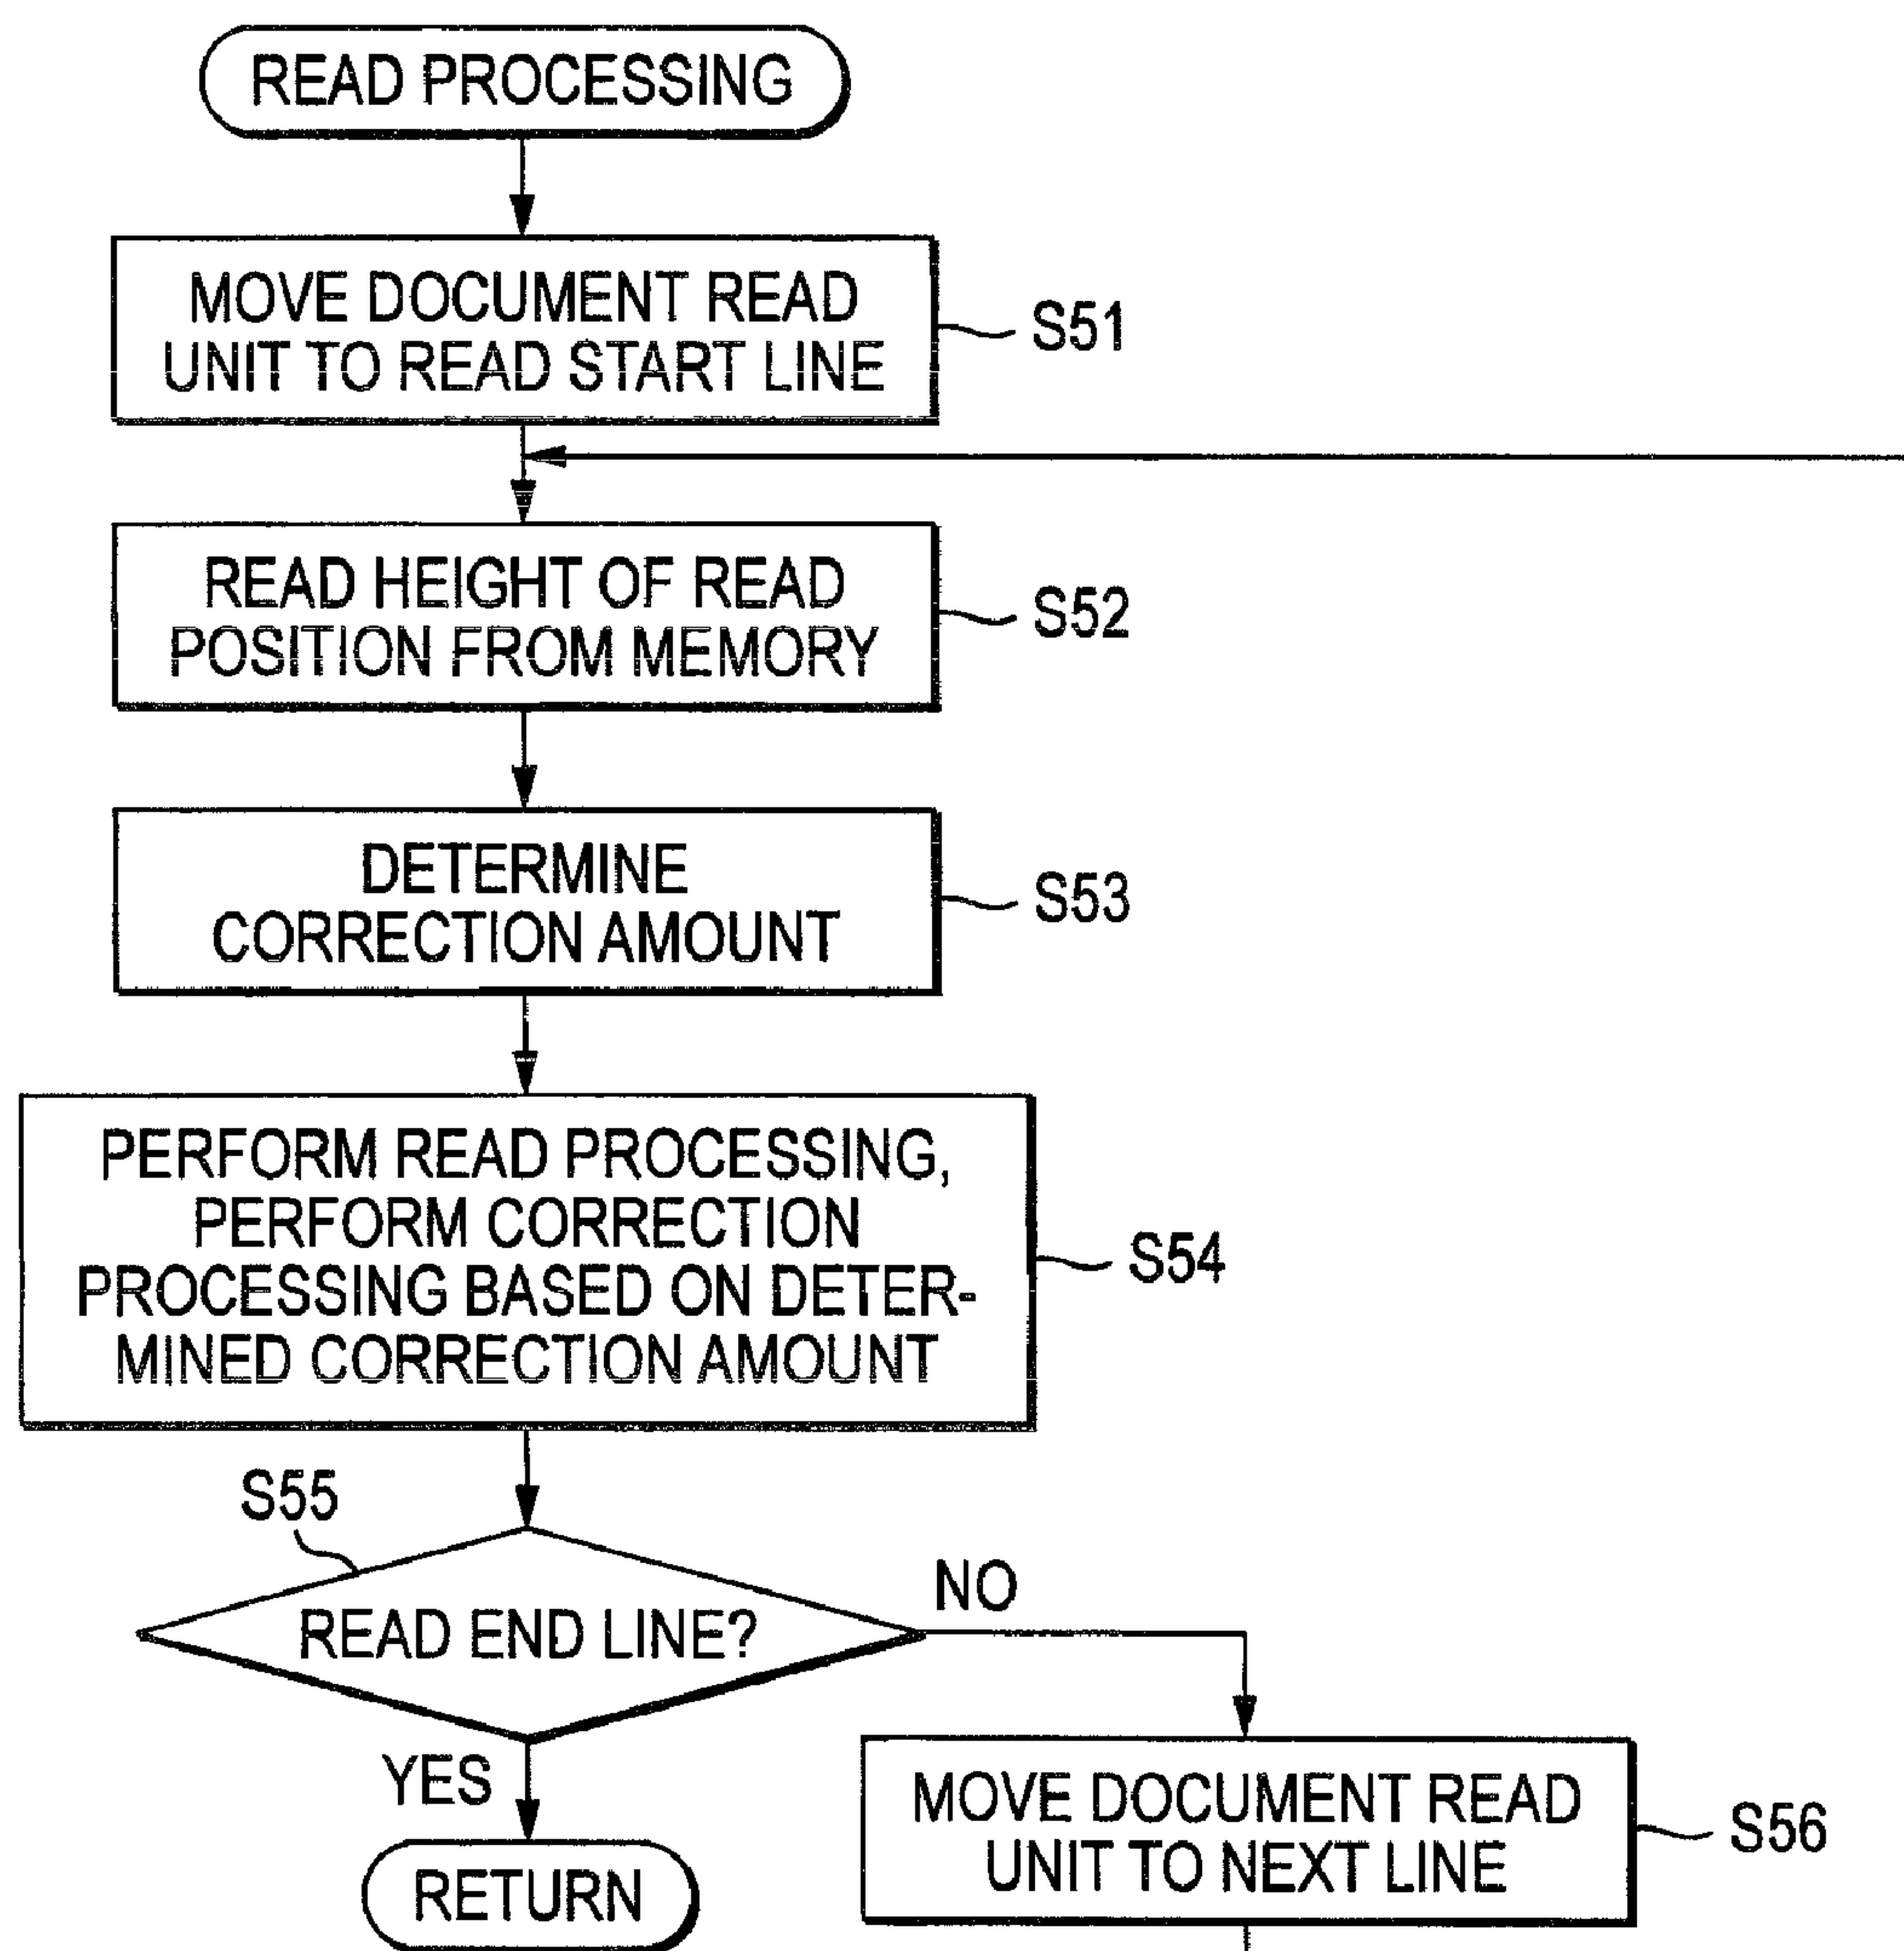 READ PROCESSING
MOVE DOCUMENT READ
UNIT TO READ START LINE
S51
READ HEIGHT OF READ
POSITION FROM MEMORY
S52
DETERMINE
CORRECTION AMOUNT
S53
PERFORM READ PROCESSING,
PERFORM CORRECTION
PROCESSING BASED ON DETER-
MINED CORRECTION AMOUNT
S54
S55
READ END LINE?
NO
YES
MOVE DOCUMENT READ
UNIT TO NEXT LINE
S56
RETURN